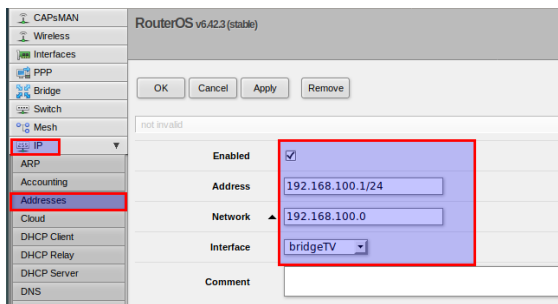 CAPsMAN
Wireless
Interfaces
PPP
Bridge
Switch
Mesh
IP
ARP
Accounting
Addresses
Cloud
DHCP Client
DHCP Relay
DHCP Server
DNS
RouterOS v6.42.3 (stable)
OK Cancel Apply Remove
not invalid
Enabled
Address 192.168.100.1/24
Network 192.168.100.0
Interface bridgeTV
Comment